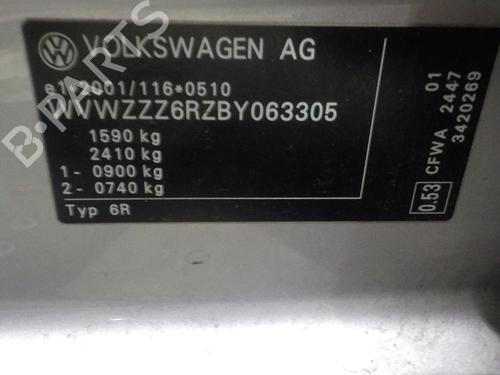 VOLKSWAGEN AG
e1*2001/116*0510
WVWZZZ6RZBY063305
1590 kg
2410 kg
1- 0900 kg
2- 0740 kg
Typ 6R
01
CFWA 2447
3420269
0.53
B-PARTS